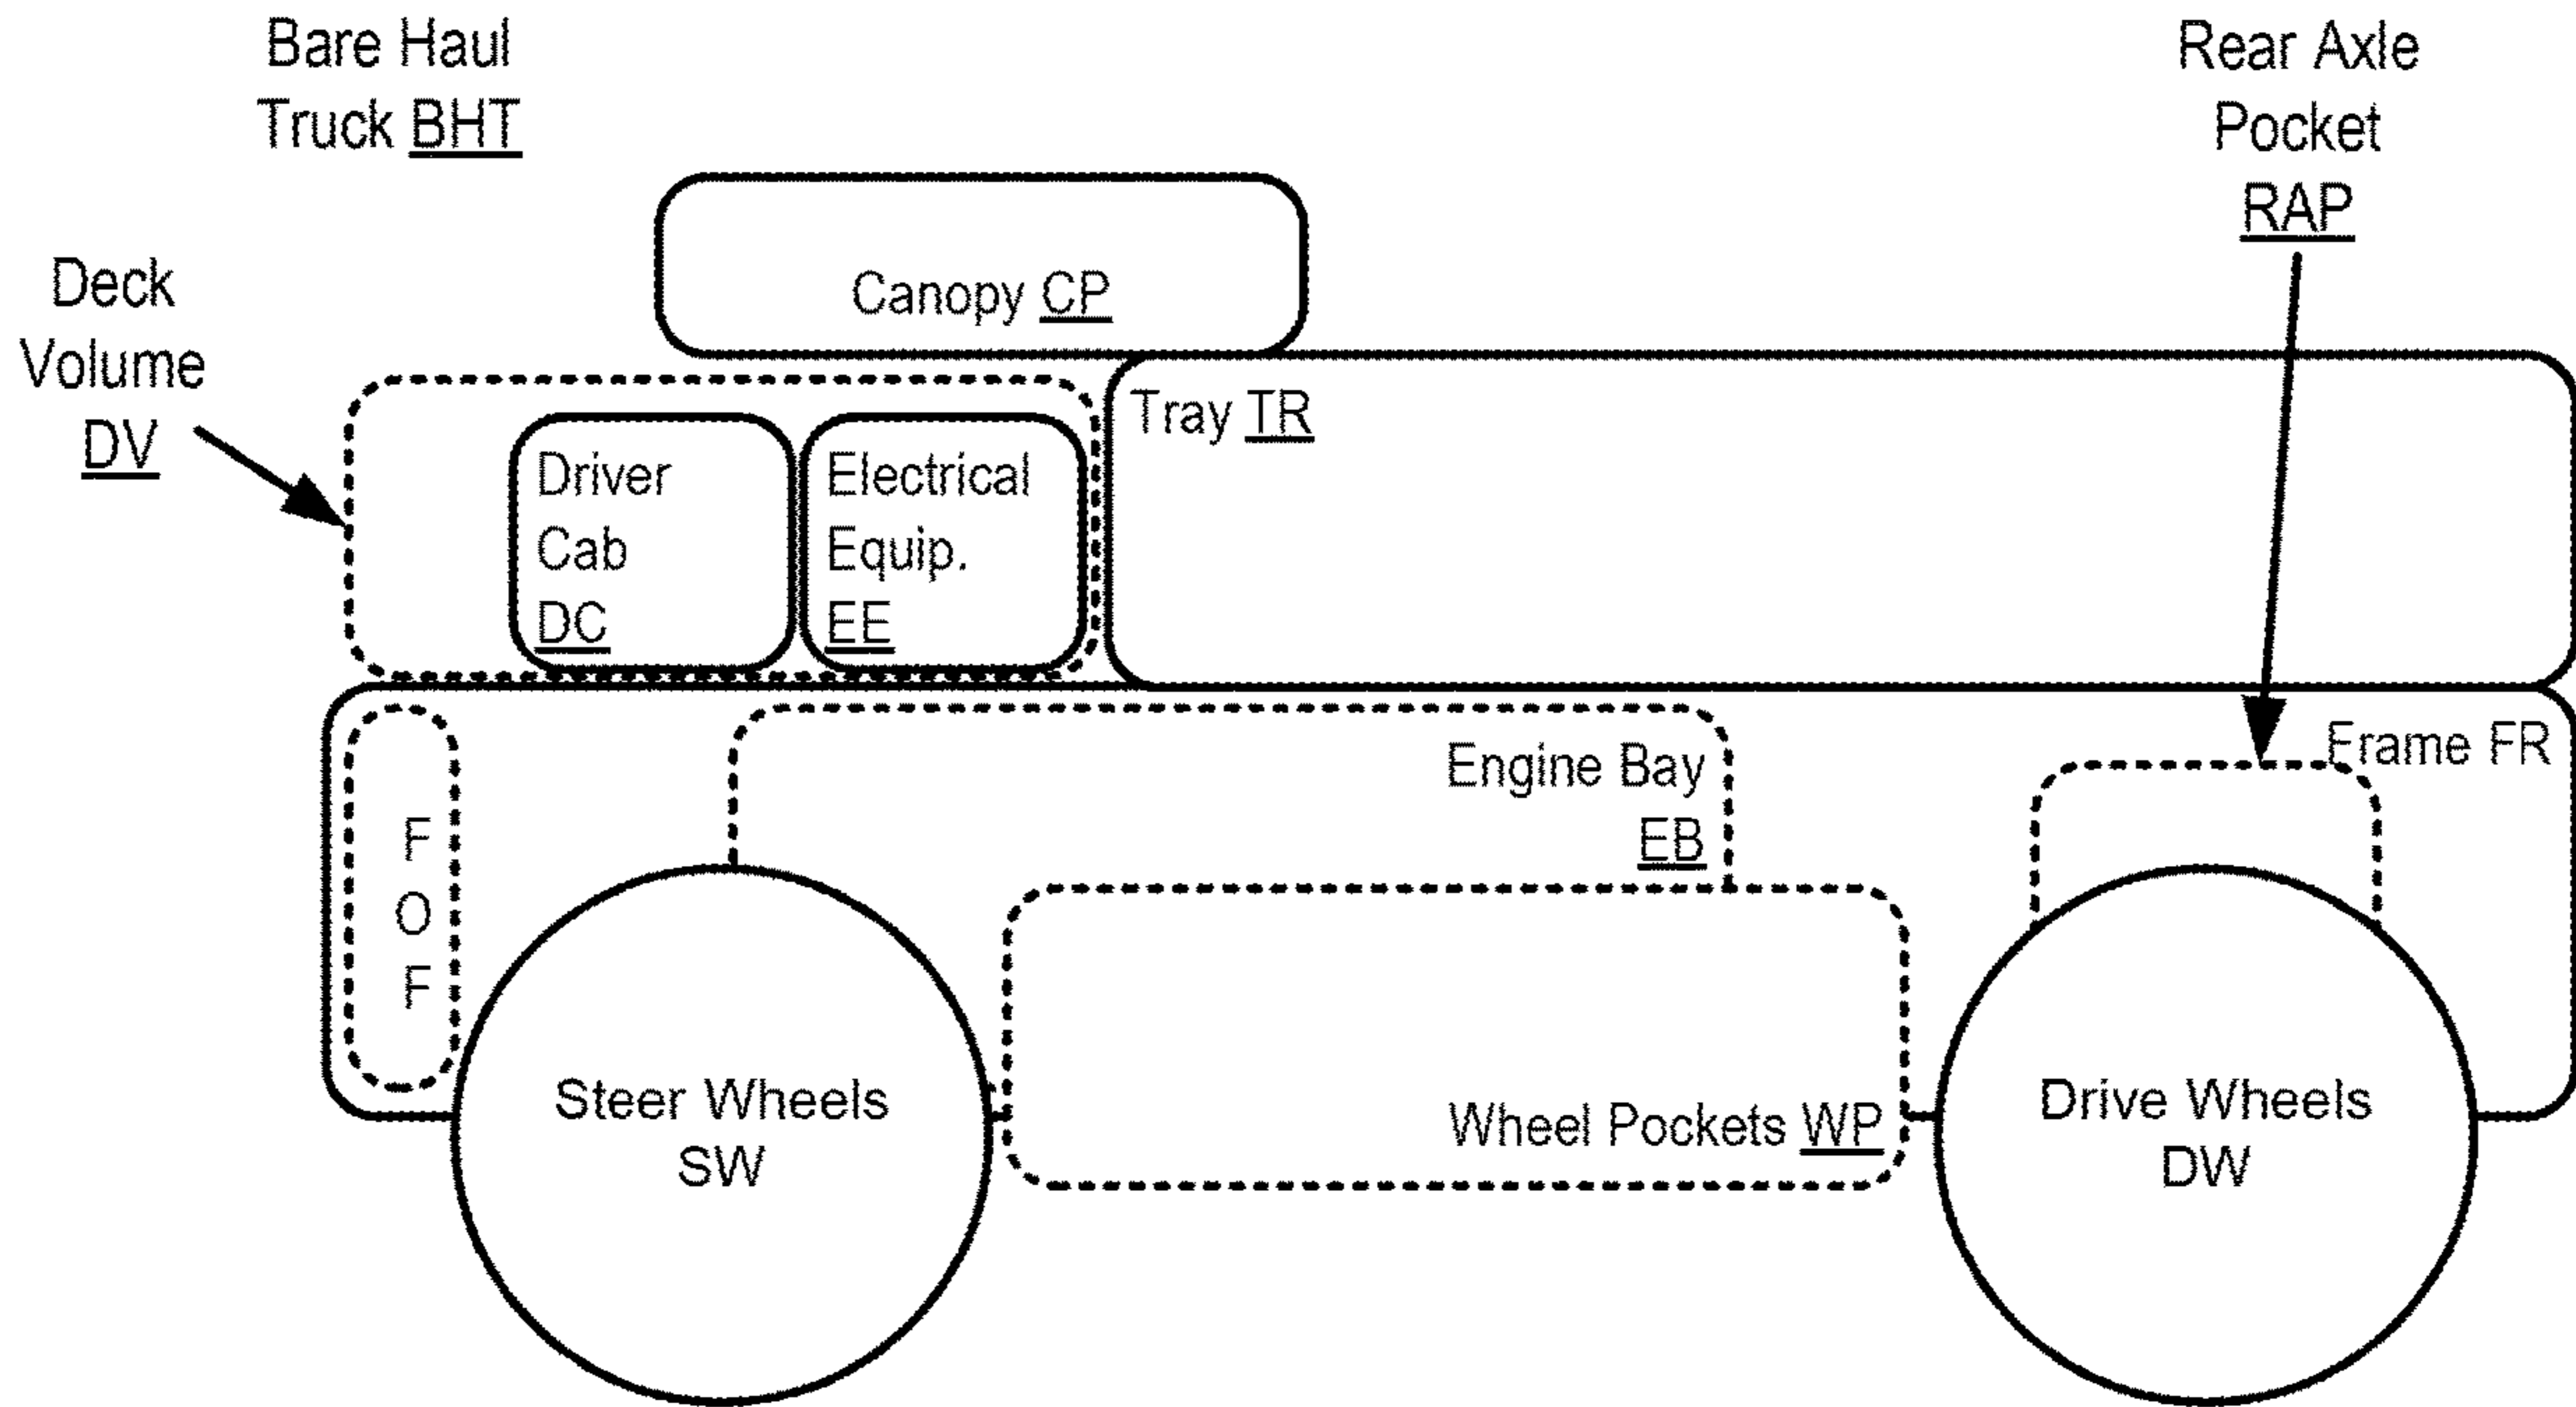 Bare Haul
Truck BHT
Rear Axle
Pocket
RAP
Deck
Volume
DV
Canopy CP
Tray TR
Driver
Cab
DC
Electrical
Equip.
EE
Frame FR
Engine Bay
EB
F
O
F
Steer Wheels
SW
Wheel Pockets WP
Drive Wheels
DW